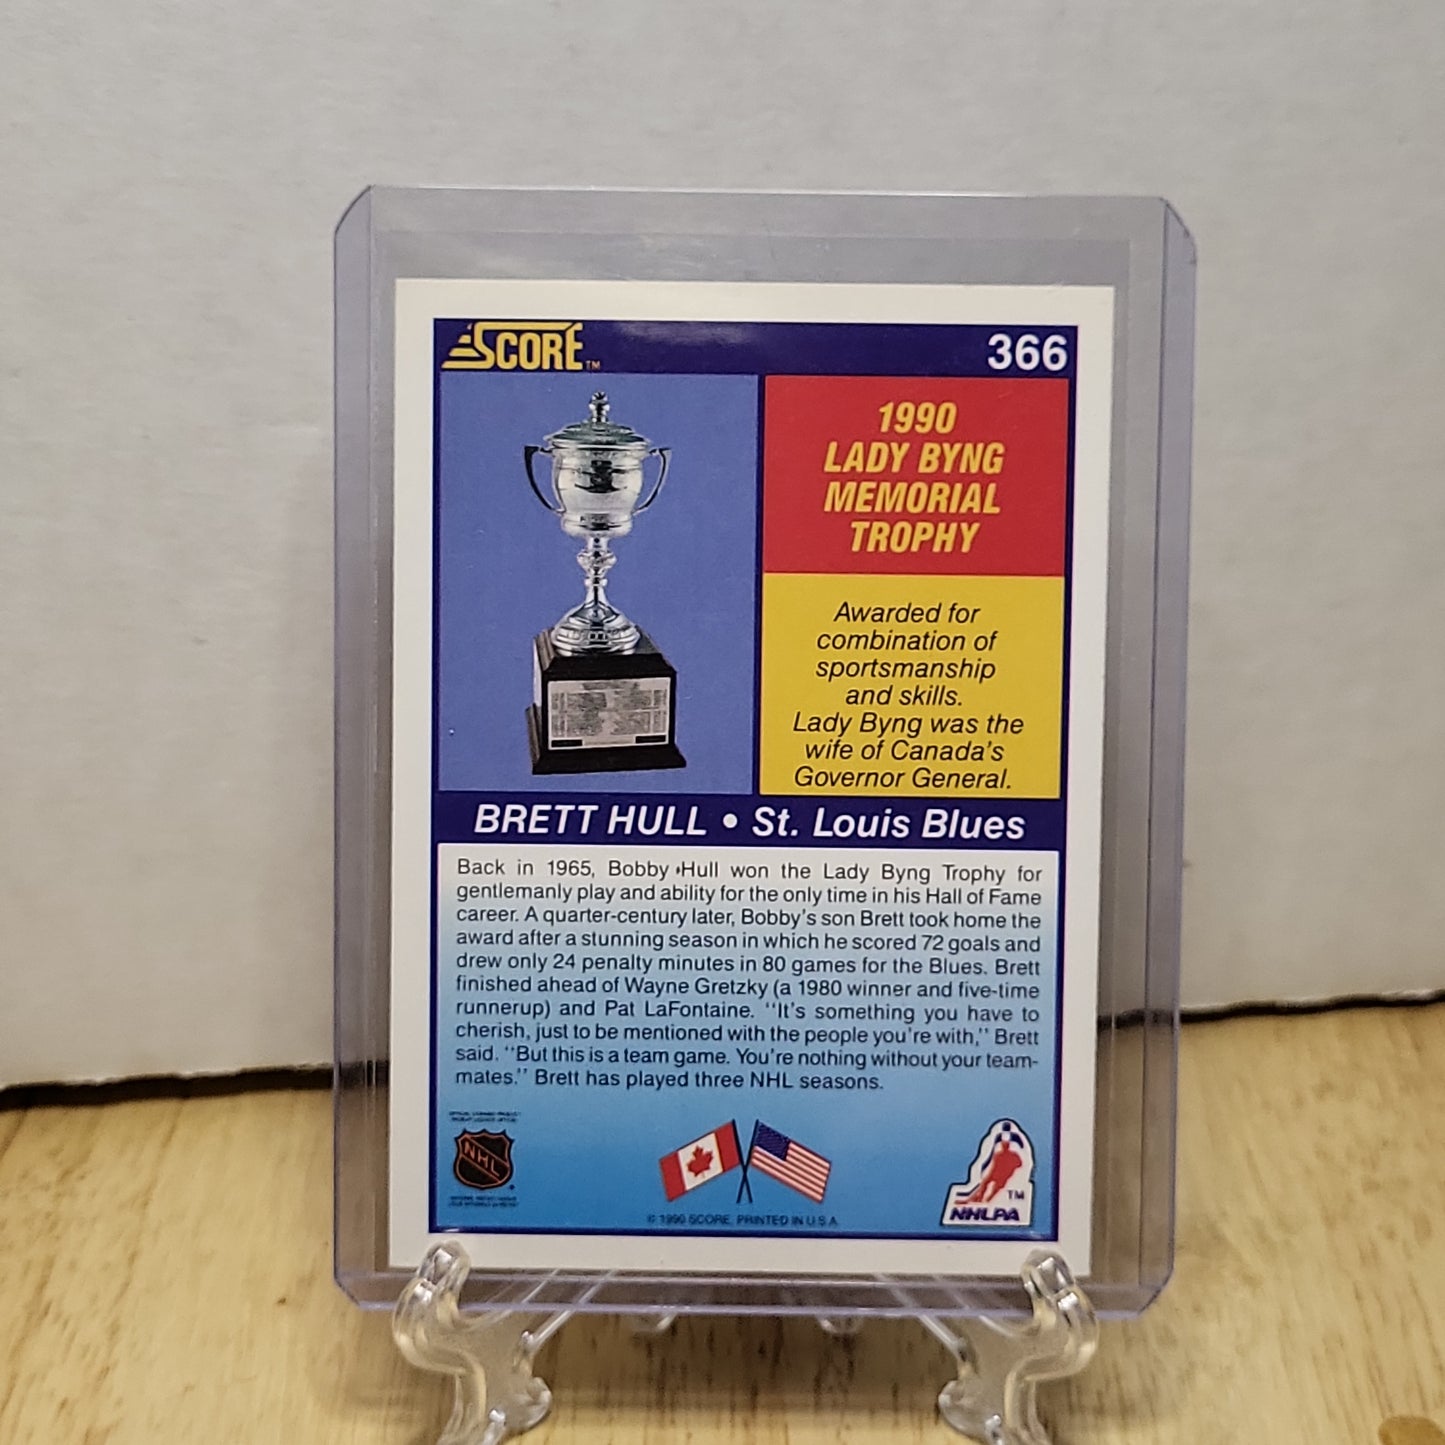 SCORE™
366
1990
LADY BYNG
MEMORIAL
TROPHY
Awarded for
combination of
sportsmanship
and skills.
Lady Byng was the
wife of Canada's
Governor General.
BRETT HULL • St. Louis Blues
Back in 1965, Bobby Hull won the Lady Byng Trophy for
gentlemanly play and ability for the only time in his Hall of Fame
career. A quarter-century later, Bobby's son Brett took home the
award after a stunning season in which he scored 72 goals and
drew only 24 penalty minutes in 80 games for the Blues. Brett
finished ahead of Wayne Gretzky (a 1980 winner and five-time
runnerup) and Pat LaFontaine. "It's something you have to
cherish, just to be mentioned with the people you're with," Brett
said. "But this is a team game. You're nothing without your team-
mates." Brett has played three NHL seasons.
NHL
© 1990 SCORE, PRINTED IN U.S.A.
TM
NHLPA